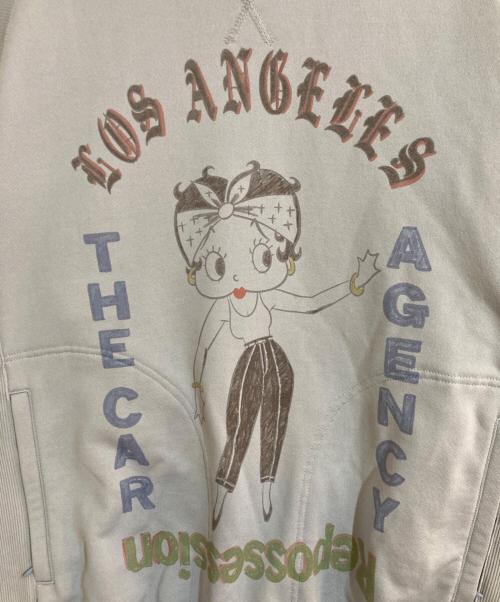 LOS ANGELES
THE CAR
AGENCY
Repossession